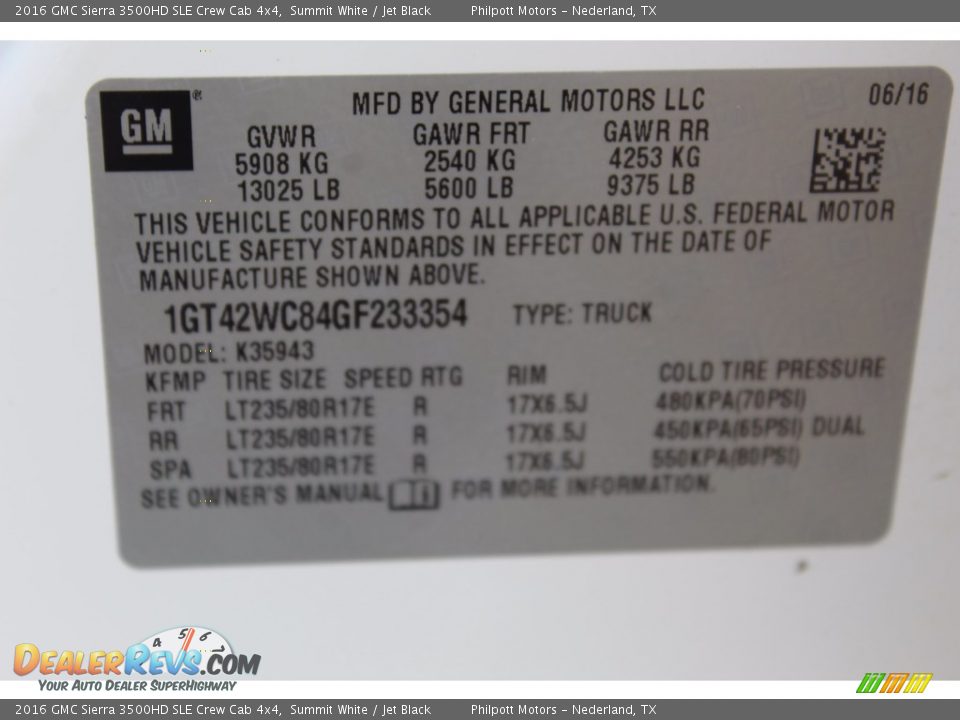 2016 GMC Sierra 3500HD SLE Crew Cab 4x4, Summit White / Jet Black Philpott Motors - Nederland, TX
GM ®
MFD BY GENERAL MOTORS LLC 06/16
GVWR GAWR FRT GAWR RR
5908 KG 2540 KG 4253 KG
13025 LB 5600 LB 9375 LB
THIS VEHICLE CONFORMS TO ALL APPLICABLE U.S. FEDERAL MOTOR
VEHICLE SAFETY STANDARDS IN EFFECT ON THE DATE OF
MANUFACTURE SHOWN ABOVE.
1GT42WC84GF233354 TYPE: TRUCK
MODEL: K35943
KFMP TIRE SIZE SPEED RTG RIM COLD TIRE PRESSURE
FRT LT235/80R17E R 17X6.5J 480KPA(70PSI)
RR LT235/80R17E R 17X6.5J 450KPA(65PSI) DUAL
SPA LT235/80R17E R 17X6.5J 550KPA(80PSI)
SEE OWNER'S MANUAL i FOR MORE INFORMATION.
4 5 6 7
DEALERREVS.COM
YOUR AUTO DEALER SUPERHIGHWAY
2016 GMC Sierra 3500HD SLE Crew Cab 4x4, Summit White / Jet Black Philpott Motors - Nederland, TX